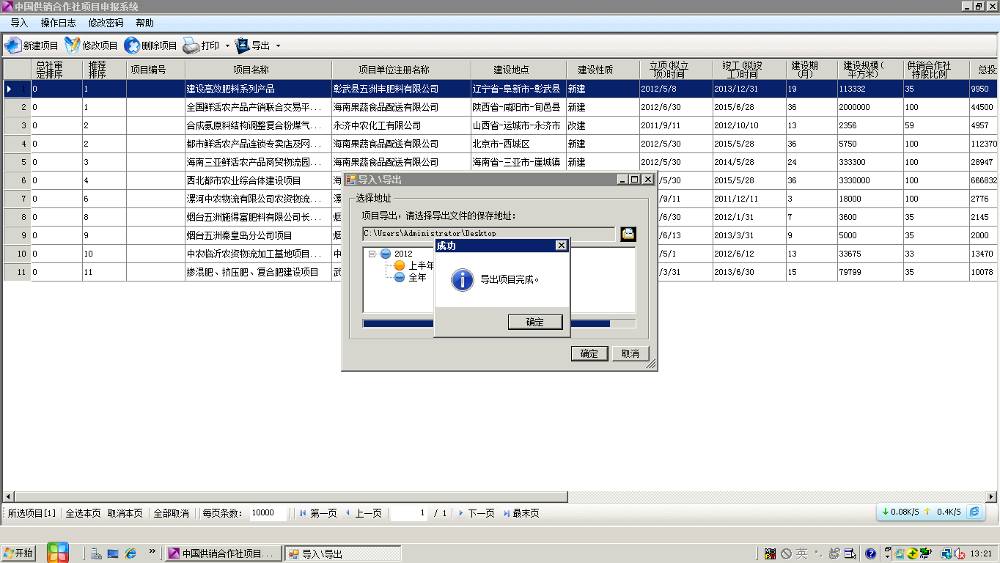 中国供销合作社项目申报系统
导入 操作日志 修改密码 帮助
新建项目 修改项目 删除项目 打印 导出
总社审定排序 推荐排序 项目编号 项目名称 项目单位注册名称 建设地点 建设性质 立项(拟立项)时间 竣工(拟竣工)时间 建设期(月) 建设规模(平方米) 供销合作社持股比例 总投
1 0 1 建设高效肥料系列产品 彰武县五洲丰肥料有限公司 辽宁省-阜新市-彰武县 新建 2012/5/8 2013/12/31 19 113332 35 9950
2 0 1 全国鲜活农产品产销联合交易平... 海南果蔬食品配送有限公司 陕西省-咸阳市-旬邑县 新建 2012/6/30 2015/6/28 36 2000000 100 44500
3 0 2 合成氨原料结构调整复合粉煤气... 永济中农化工有限公司 山西省-运城市-永济市 改建 2011/9/11 2012/10/10 13 2356 59 4957
4 0 2 都市鲜活农产品连锁专卖店及网... 海南果蔬食品配送有限公司 北京市-西城区 新建 2012/5/30 2015/5/28 36 5750 100 112370
5 0 3 海南三亚鲜活农产品商贸物流园... 海南果蔬食品配送有限公司 海南省-三亚市-崖城镇 新建 2012/5/30 2014/5/28 24 333300 100 28947
6 0 4 西北都市农业综合体建设项目 海 /5/30 2015/5/28 36 3330000 100 666832
7 0 6 漯河中农物流有限公司农资物流... 漯 /9/11 2011/12/11 3 18000 100 2776
8 0 8 烟台五洲施得富肥料有限公司长... 烟 /6/30 2012/1/31 7 3600 35 2145
9 0 9 烟台五洲秦皇岛分公司项目 烟 /6/13 2013/3/31 9 5000 35 2000
10 0 10 中农临沂农资物流加工基地项目... 中 /5/1 2012/6/12 13 33675 33 13470
11 0 11 掺混肥、挤压肥、复合肥建设项目 武 /3/31 2013/6/30 15 79799 35 10078
导入\导出
选择地址
项目导出，请选择导出文件的保存地址：
C:\Users\Administrator\Desktop
2012
上半年
全年
成功
导出项目完成。
确定
确定 取消
所选项目[1] 全选本页 取消本页 全部取消 每页条数： 10000 第一页 上一页 1 / 1 下一页 最末页
0.08K/S 0.4K/S
开始 » 中国供销合作社项目... 导入\导出 英 13:21